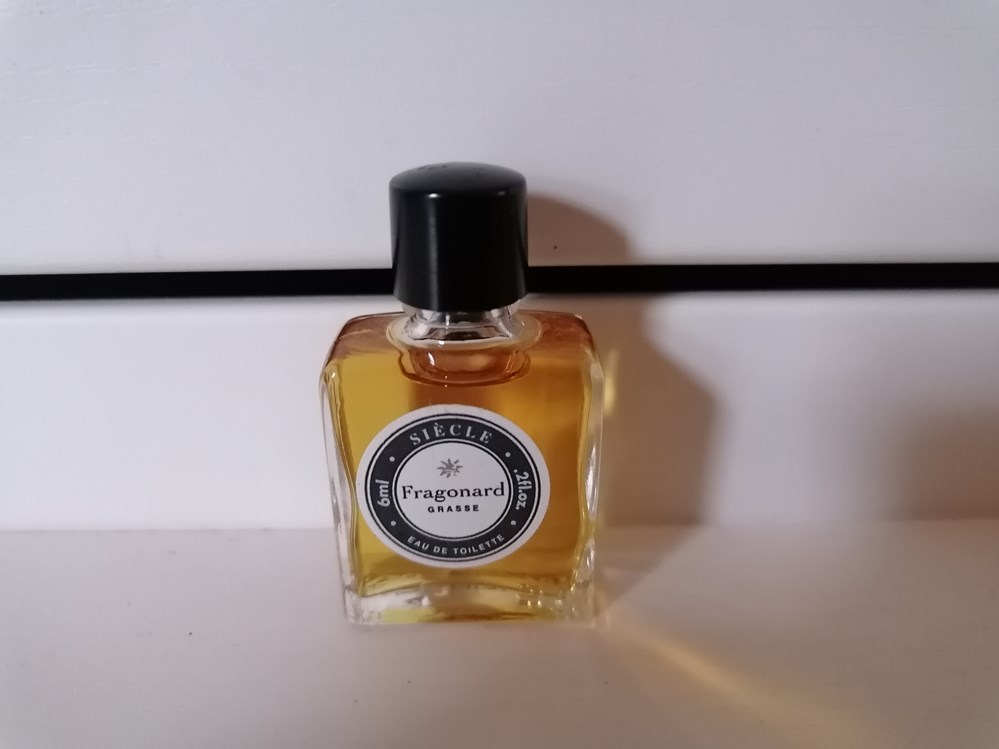 SIÈCLE
6ml
.2fl.oz.
Fragonard
GRASSE
EAU DE TOILETTE